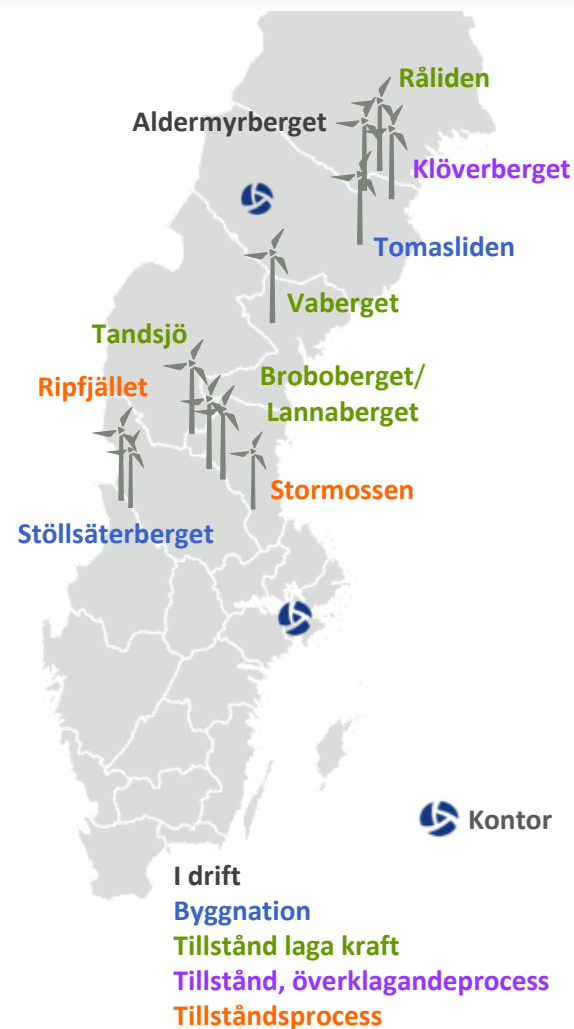 Råliden
Aldermyrberget
Klöverberget
Tomasliden
Vaberget
Tandsjö
Broboberget/
Lannaberget
Ripfjället
Stormossen
Stöllsäterberget
Kontor
I drift
Byggnation
Tillstånd laga kraft
Tillstånd, överklagandeprocess
Tillståndsprocess